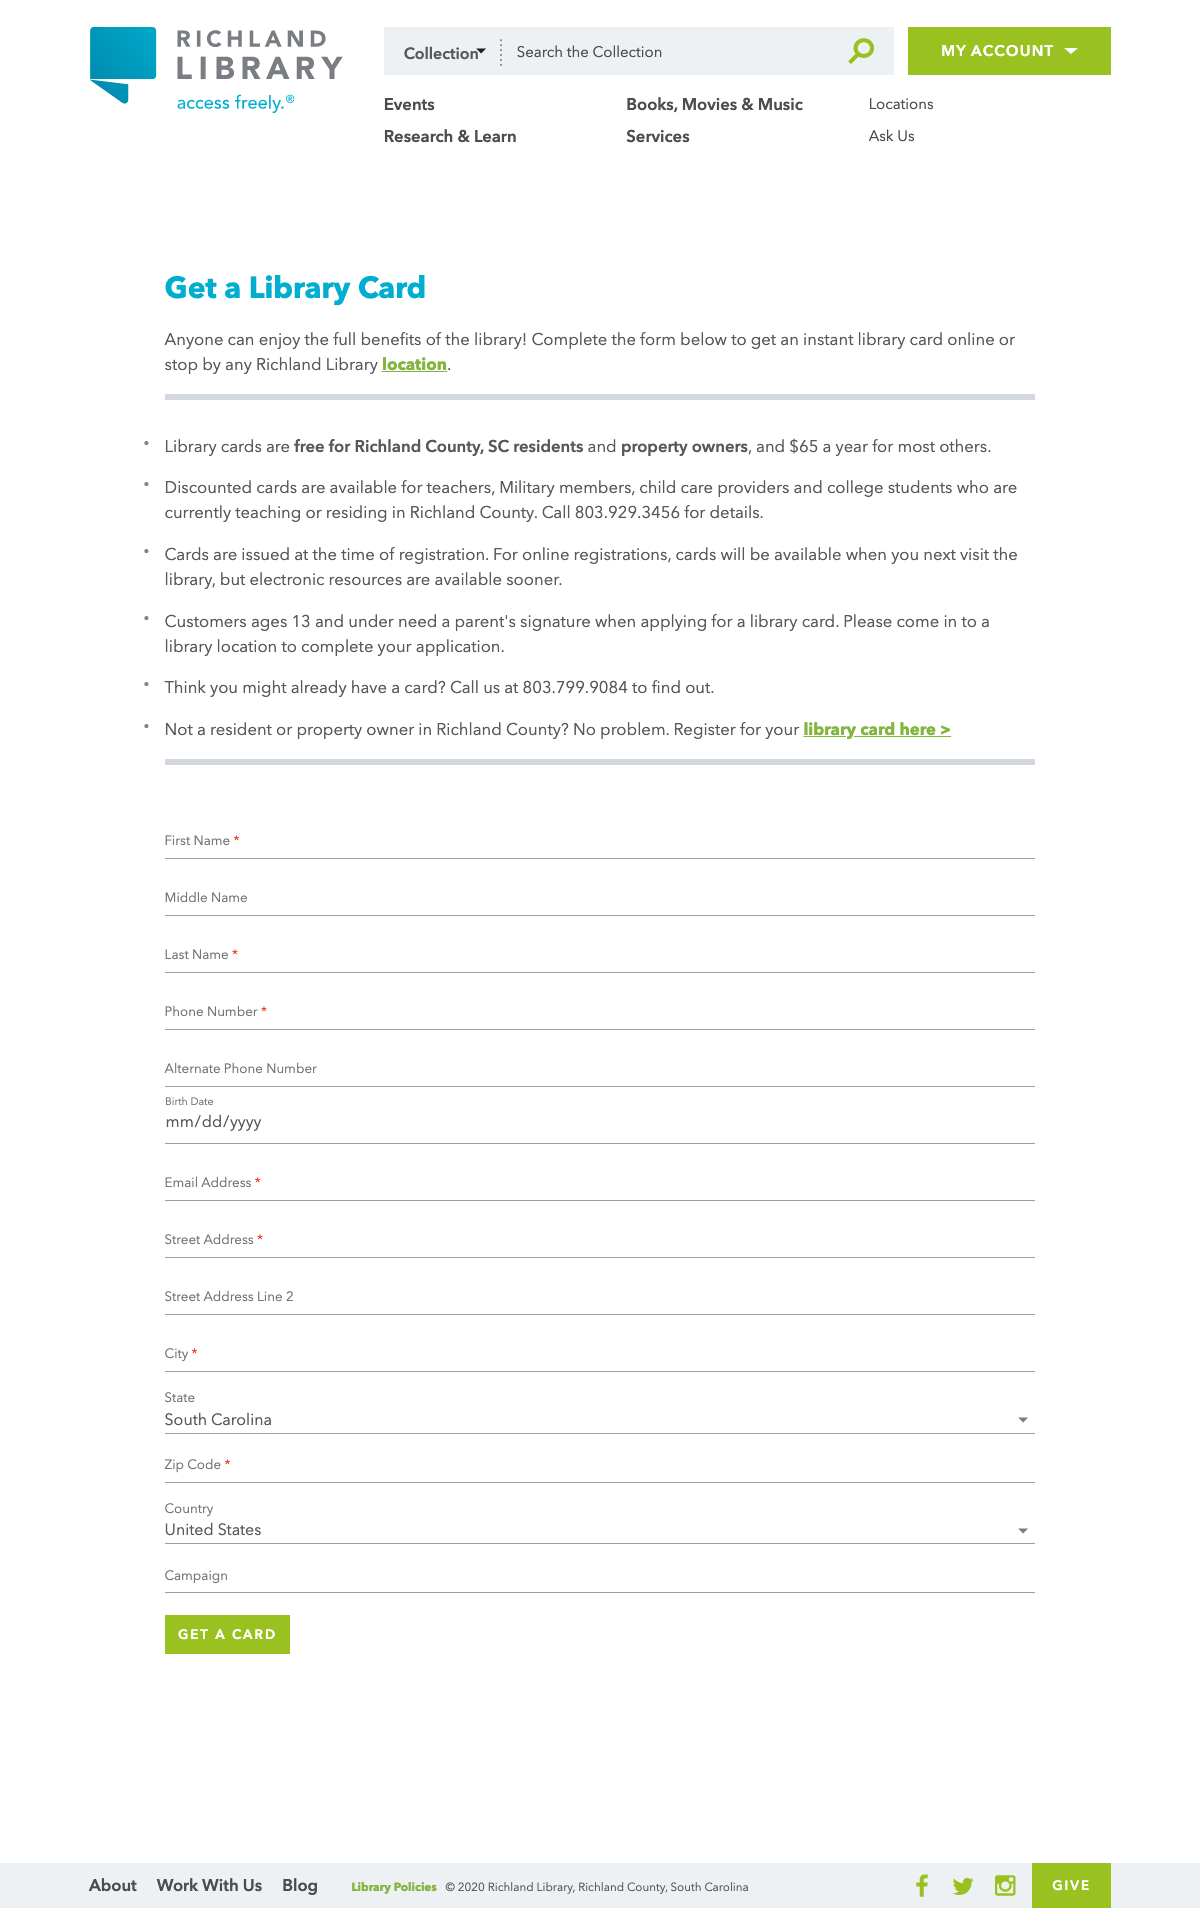 RICHLAND
LIBRARY
access freely.®
Collection
Search the Collection
MY ACCOUNT
Events
Books, Movies & Music
Locations
Research & Learn
Services
Ask Us
Get a Library Card
Anyone can enjoy the full benefits of the library! Complete the form below to get an instant library card online or
stop by any Richland Library location.
• Library cards are free for Richland County, SC residents and property owners, and $65 a year for most others.
• Discounted cards are available for teachers, Military members, child care providers and college students who are
currently teaching or residing in Richland County. Call 803.929.3456 for details.
• Cards are issued at the time of registration. For online registrations, cards will be available when you next visit the
library, but electronic resources are available sooner.
• Customers ages 13 and under need a parent's signature when applying for a library card. Please come in to a
library location to complete your application.
• Think you might already have a card? Call us at 803.799.9084 to find out.
• Not a resident or property owner in Richland County? No problem. Register for your library card here >
First Name *
Middle Name
Last Name *
Phone Number *
Alternate Phone Number
Birth Date
mm/dd/yyyy
Email Address *
Street Address *
Street Address Line 2
City *
State
South Carolina
Zip Code *
Country
United States
Campaign
GET A CARD
About
Work With Us
Blog
Library Policies
© 2020 Richland Library, Richland County, South Carolina
GIVE